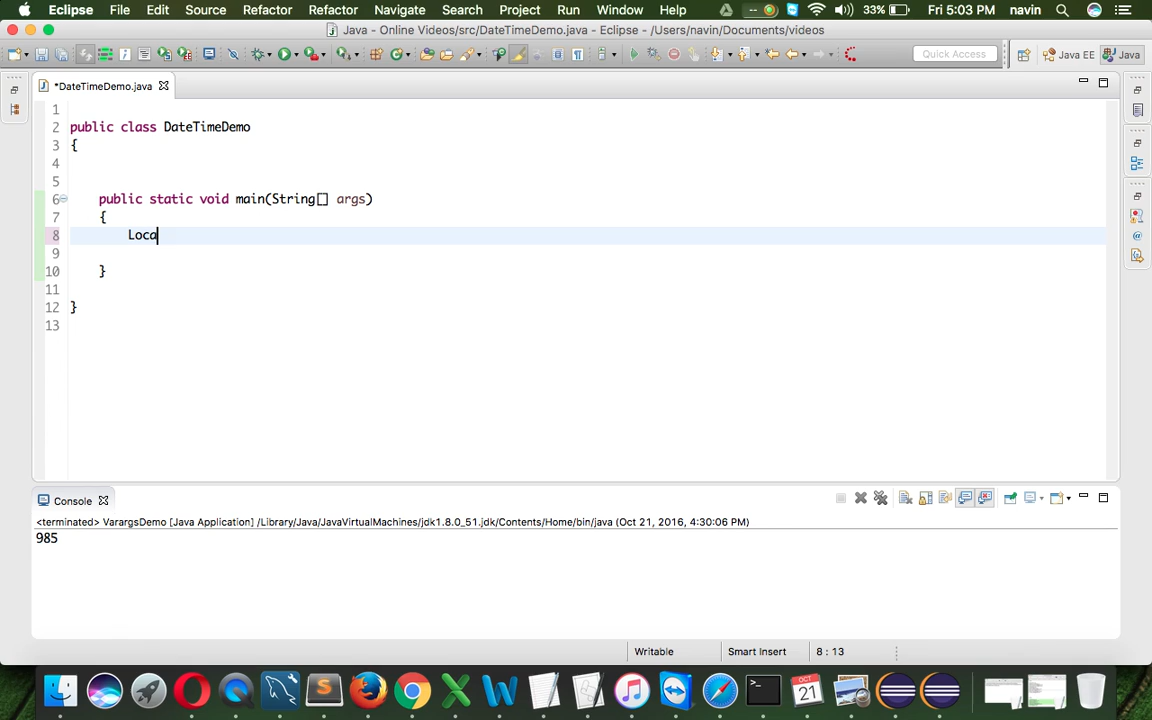 Eclipse File Edit Source Refactor Refactor Navigate Search Project Run Window Help -- 33% Fri 5:03 PM navin
Java - Online Videos/src/DateTimeDemo.java - Eclipse - /Users/navin/Documents/videos
Quick Access Java EE Java
*DateTimeDemo.java
1
2 public class DateTimeDemo
3 {
4
5
6 public static void main(String[] args)
7 {
8 Loca
9
10 }
11
12 }
13
Console
<terminated> VarargsDemo [Java Application] /Library/Java/JavaVirtualMachines/jdk1.8.0_51.jdk/Contents/Home/bin/java (Oct 21, 2016, 4:30:06 PM)
985
Writable Smart Insert 8 : 13
OCT
21